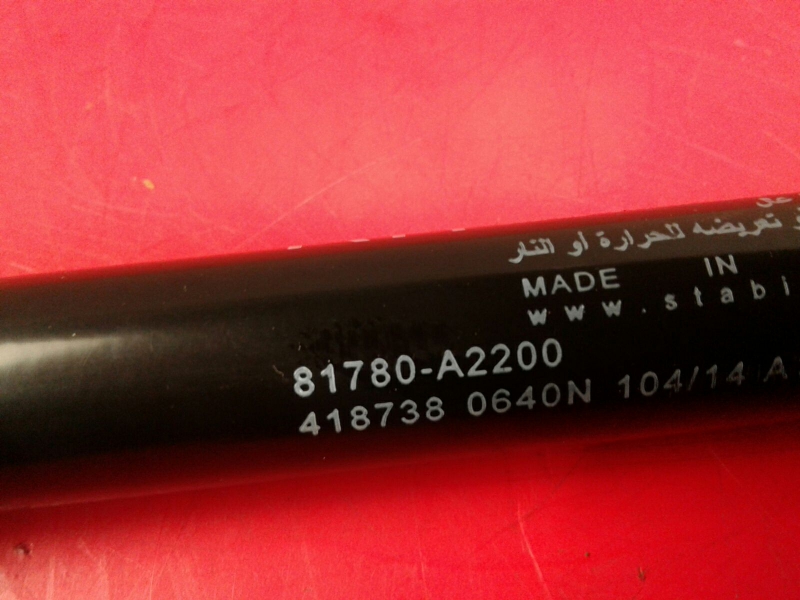 تعريضه للحرارة أو النار
MADE IN
www.stabi
81780-A2200
418738 0640N 104/14 A